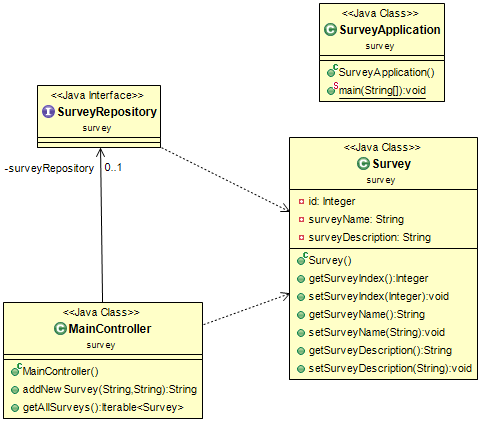 <<Java Class>>
C SurveyApplication
survey
C SurveyApplication()
S main(String[]):void
<<Java Interface>>
I SurveyRepository
survey
-surveyRepository 0..1
<<Java Class>>
C Survey
survey
id: Integer
surveyName: String
surveyDescription: String
C Survey()
getSurveyIndex():Integer
setSurveyIndex(Integer):void
getSurveyName():String
setSurveyName(String):void
getSurveyDescription():String
setSurveyDescription(String):void
<<Java Class>>
C MainController
survey
C MainController()
addNewSurvey(String,String):String
getAllSurveys():Iterable<Survey>